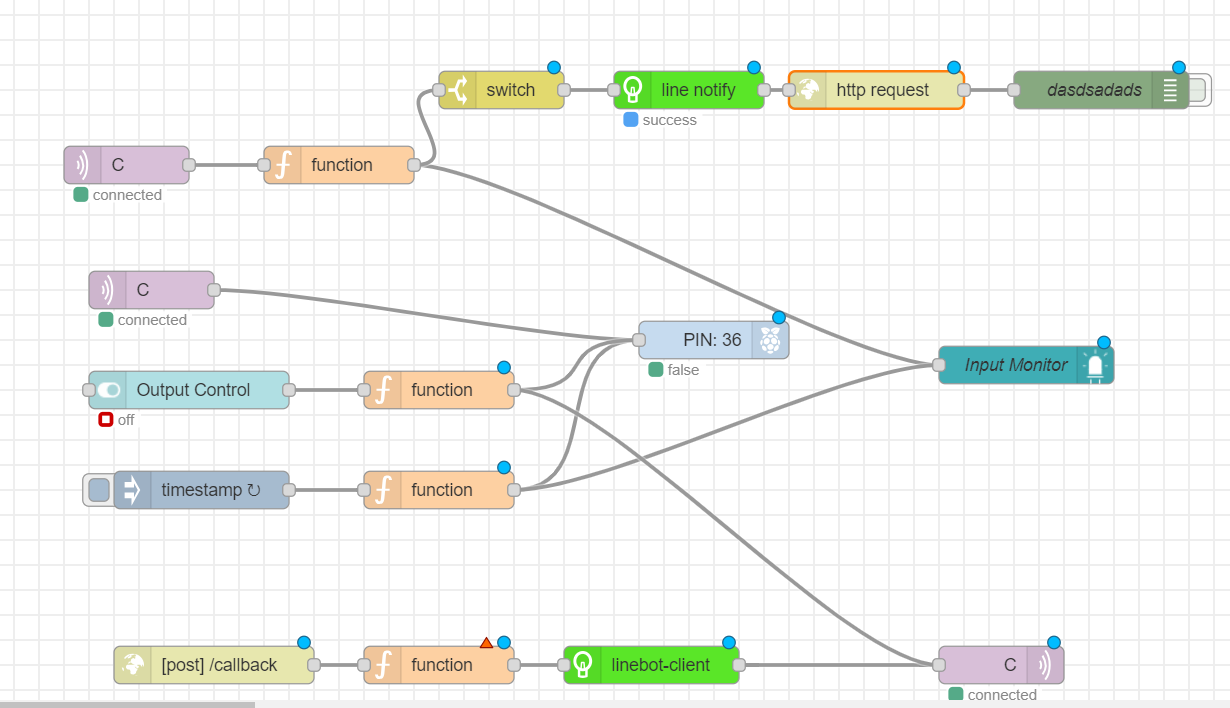 switch
line notify
http request
dasdsadads
success
C
function
connected
C
connected
PIN: 36
false
Input Monitor
Output Control
function
off
timestamp ↻
function
[post] /callback
function
linebot-client
C
connected